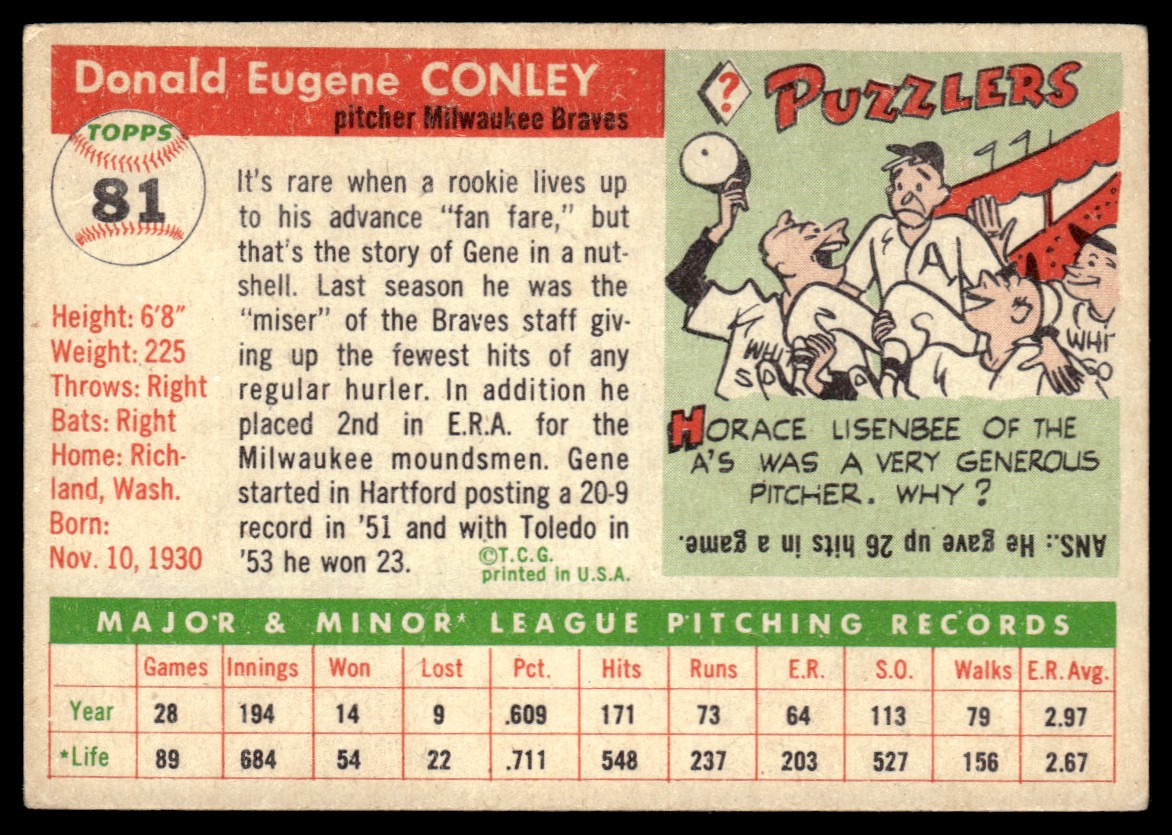 Donald Eugene CONLEY
pitcher Milwaukee Braves
TOPPS
81
Height: 6'8"
Weight: 225
Throws: Right
Bats: Right
Home: Rich-
land, Wash.
Born:
Nov. 10, 1930
It's rare when a rookie lives up
to his advance "fan fare," but
that's the story of Gene in a nut-
shell. Last season he was the
"miser" of the Braves staff giv-
ing up the fewest hits of any
regular hurler. In addition he
placed 2nd in E.R.A. for the
Milwaukee moundsmen. Gene
started in Hartford posting a 20-9
record in '51 and with Toledo in
'53 he won 23.
©T.C.G.
printed in U.S.A.
?
PUZZLERS
A
WHIT
SO
S
WHI
SO
HORACE LISENBEE OF THE
A'S WAS A VERY GENEROUS
PITCHER. WHY?
ANS.: He gave up 26 hits in a game.
MAJOR & MINOR* LEAGUE PITCHING RECORDS
Games Innings Won Lost Pct. Hits Runs E.R. S.O. Walks E.R. Avg.
Year 28 194 14 9 .609 171 73 64 113 79 2.97
*Life 89 684 54 22 .711 548 237 203 527 156 2.67